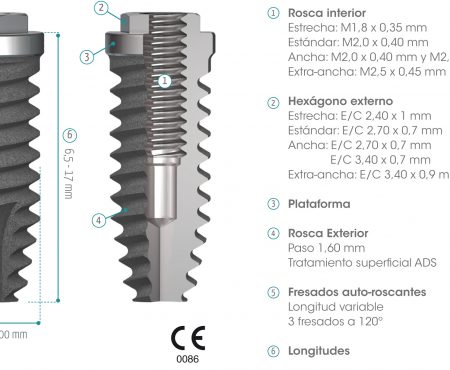 ① Rosca interior
Estrecha: M1,8 x 0,35 mm
Estándar: M2,0 x 0,40 mm
Ancha: M2,0 x 0,40 mm y M2,
Extra-ancha: M2,5 x 0,45 mm
② Hexágono externo
Estrecha: E/C 2,40 x 1 mm
Estándar: E/C 2,70 x 0,7 mm
Ancha: E/C 2,70 x 0,7 mm
E/C 3,40 x 0,7 mm
Extra-ancha: E/C 3,40 x 0,9 m
③ Plataforma
④ Rosca Exterior
Paso 1,60 mm
Tratamiento superficial ADS
⑤ Fresados auto-roscantes
Longitud variable
3 fresados a 120°
⑥ Longitudes
②
③
①
⑥
6,5 - 17 mm
④
00 mm
CE
0086